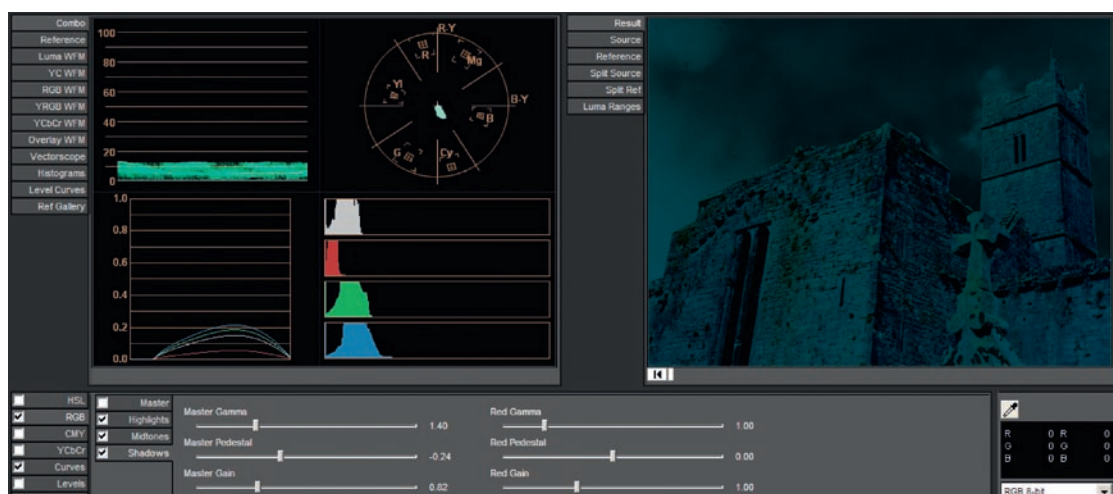 Combo
Reference
Luma WFM
YC WFM
RGB WFM
YRGB WFM
YCbCr WFM
Overlay WFM
Vectorscope
Histograms
Level Curves
Ref Gallery
100
80
60
40
20
0
R-Y
R
Mg
Yl
B-Y
B
G
Cy
1.0
0.8
0.6
0.4
0.2
0.0
Result
Source
Reference
Split Source
Split Ref
Luma Ranges
HSL
RGB
CMY
YCbCr
Curves
Levels
Master
Highlights
Midtones
Shadows
Master Gamma 1.40
Master Pedestal -0.24
Master Gain 0.82
Red Gamma 1.00
Red Pedestal 0.00
Red Gain 1.00
R 0 R 0
G 0 G 0
B 0 B 0
RGB 8-bit